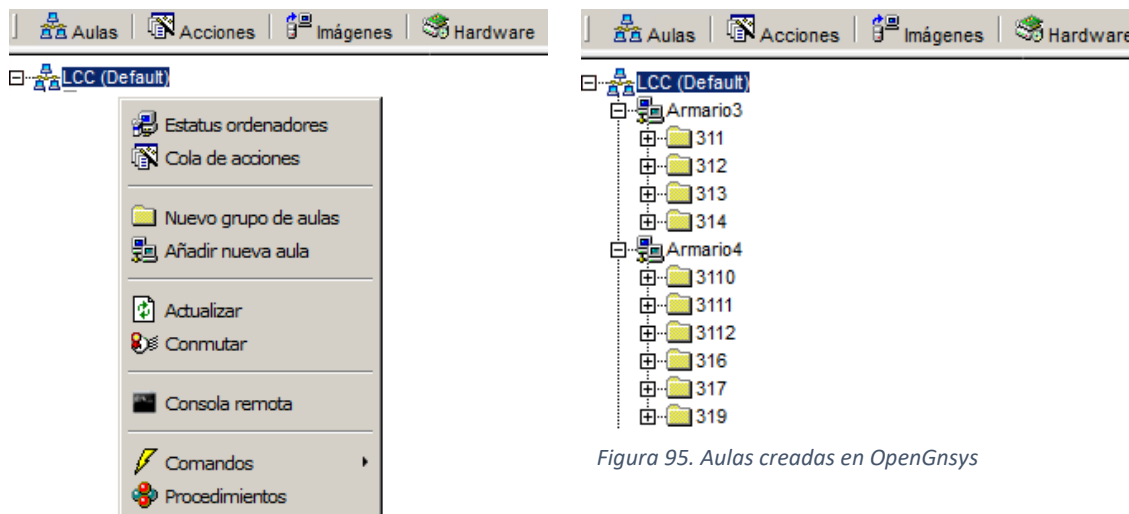 Aulas Acciones Imágenes Hardware
LCC (Default)
Estatus ordenadores
Cola de acciones
Nuevo grupo de aulas
Añadir nueva aula
Actualizar
Conmutar
Consola remota
Comandos
Procedimientos
Aulas Acciones Imágenes Hardware
LCC (Default)
Armario3
311
312
313
314
Armario4
3110
3111
3112
316
317
319
Figura 95. Aulas creadas en OpenGnsys